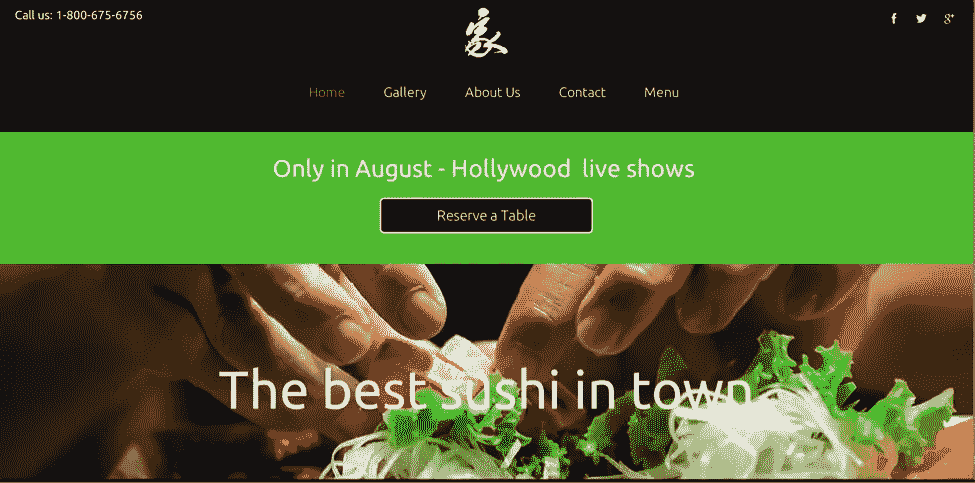 Call us: 1-800-675-6756
家
f
g+
Home Gallery About Us Contact Menu
Only in August - Hollywood live shows
Reserve a Table
The best sushi in town